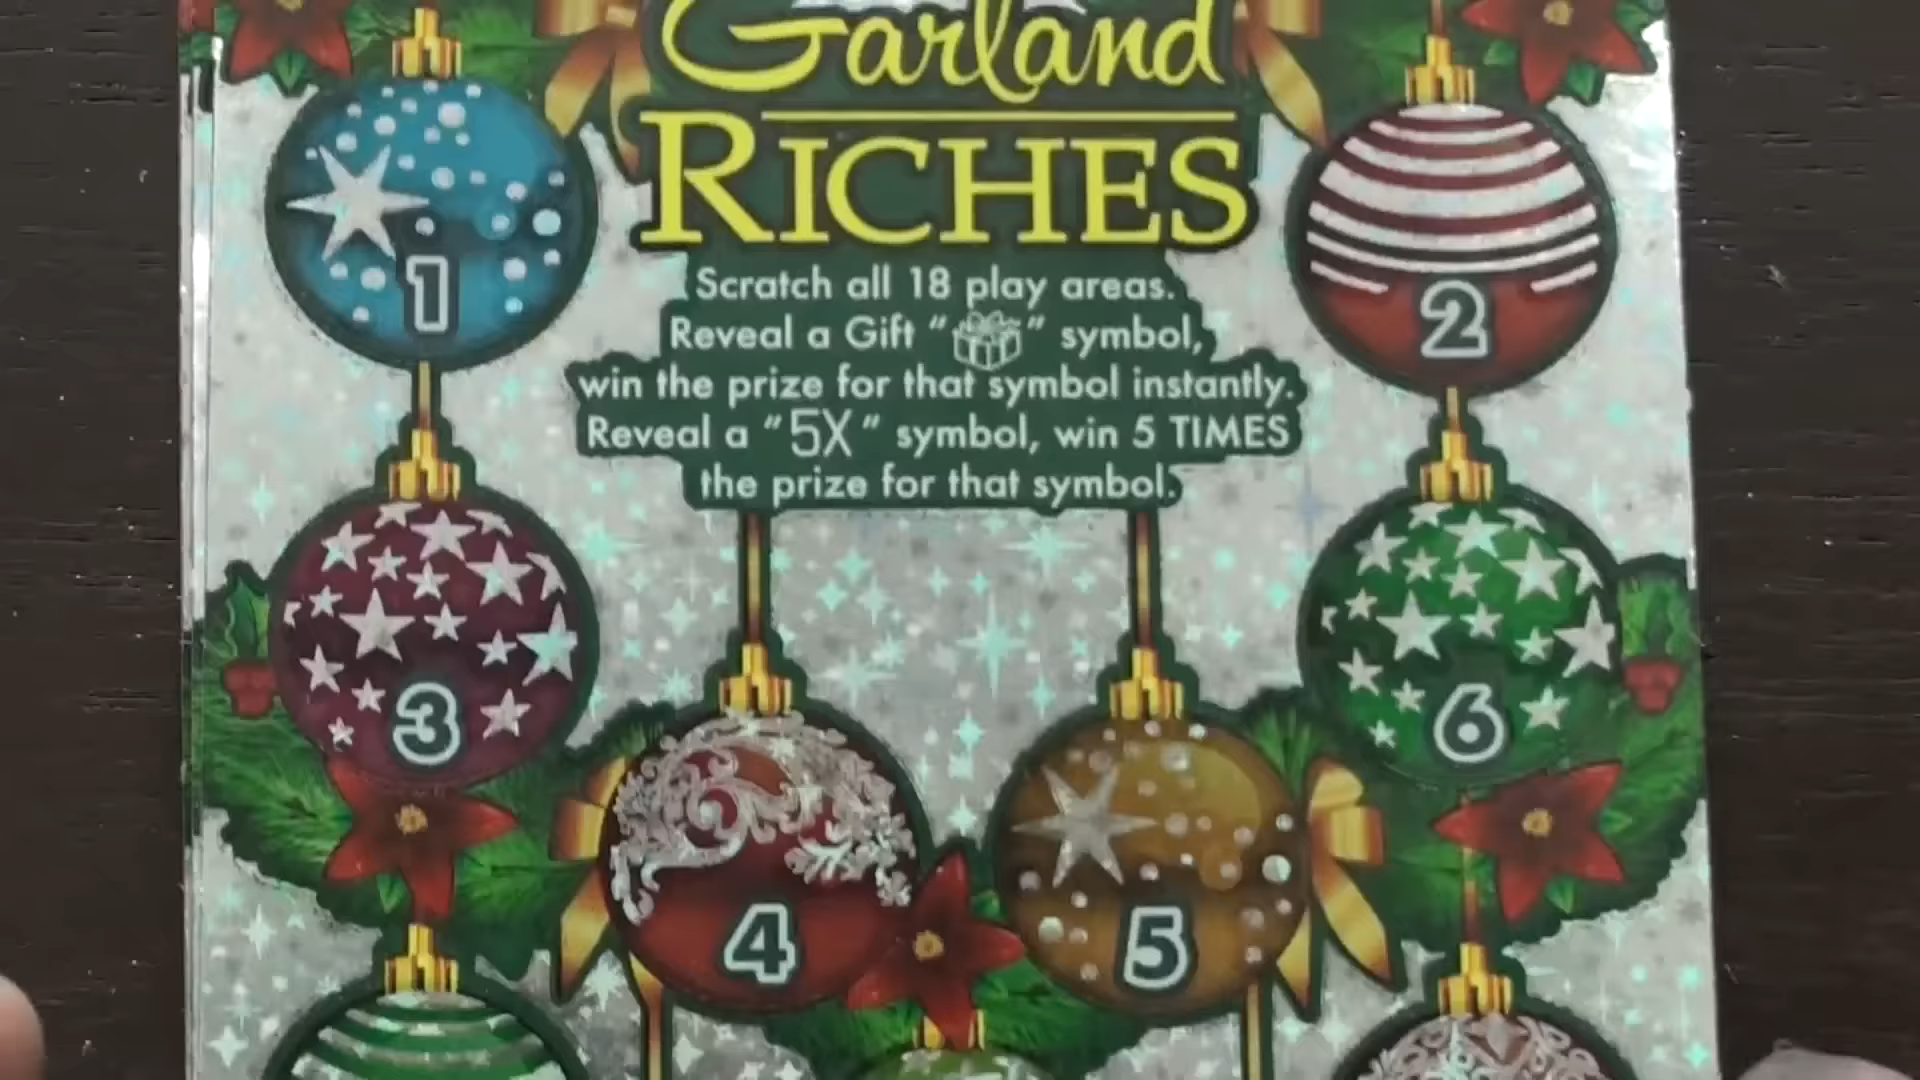 Garland
RICHES
Scratch all 18 play areas.
Reveal a Gift " " symbol,
win the prize for that symbol instantly.
Reveal a "5X" symbol, win 5 TIMES
the prize for that symbol.
1
2
3
6
4
5